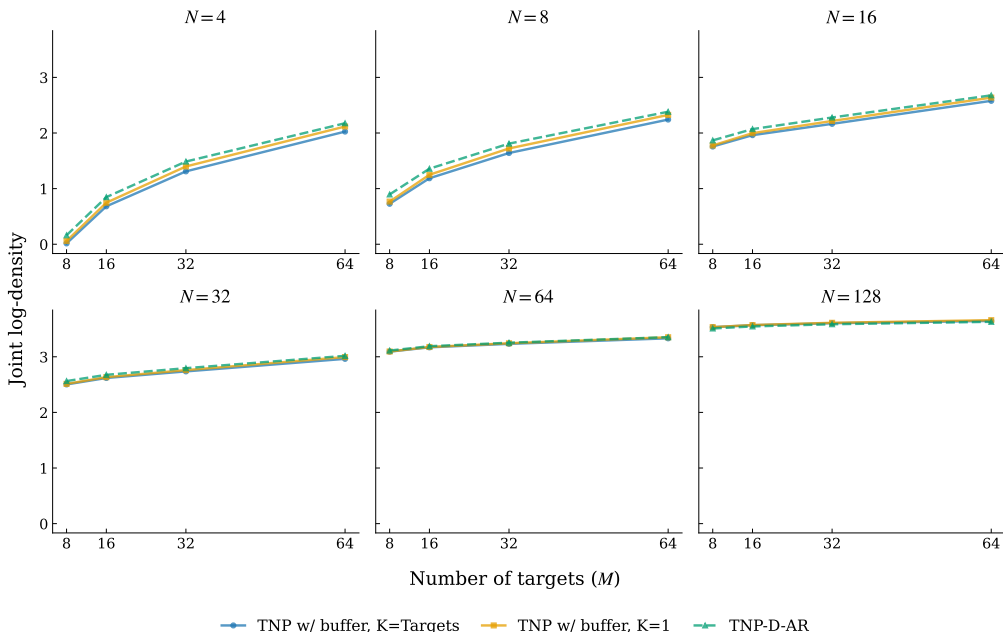 N = 4
N = 8
N = 16
3
2
1
0
8 16 32 64
8 16 32 64
8 16 32 64
Joint log-density
N = 32
N = 64
N = 128
3
2
1
0
8 16 32 64
8 16 32 64
8 16 32 64
Number of targets (M)
TNP w/ buffer, K=Targets
TNP w/ buffer, K=1
TNP-D-AR